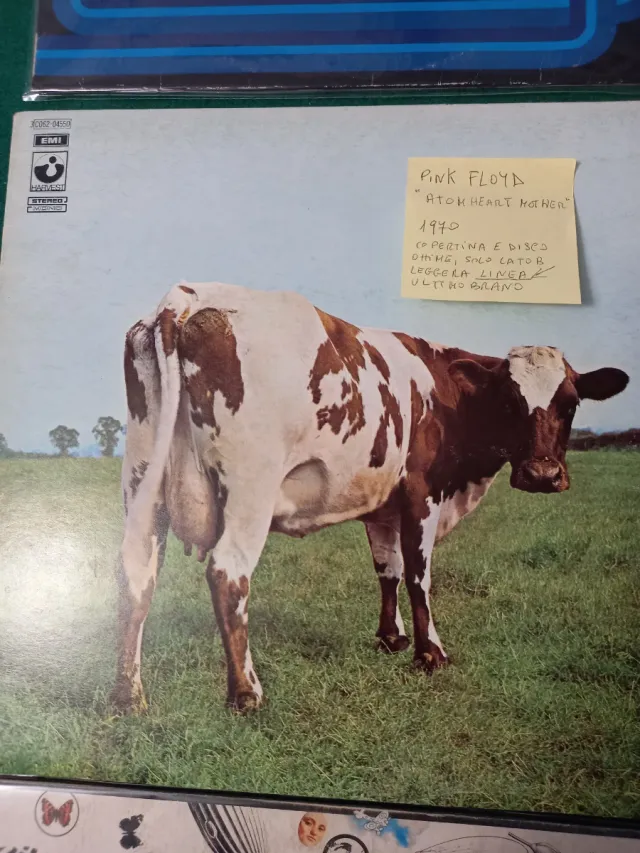 3C062 04550
EMI
HARVEST
STEREO
MONO
PINK FLOYD
"ATOM HEART MOTHER"
1970
COPERTINA E DISCO
OTTIME, SOLO LATO B
LEGGERA LINEA
ULTIMO BRANO